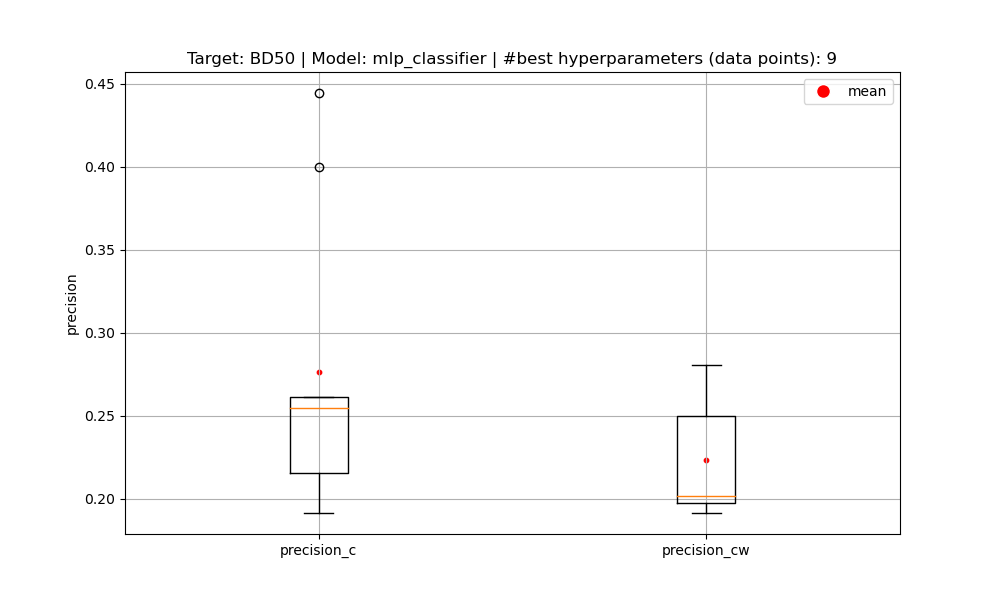 Target: BD50 | Model: mlp_classifier | #best hyperparameters (data points): 9
mean
precision
0.45
0.40
0.35
0.30
0.25
0.20
precision_c
precision_cw